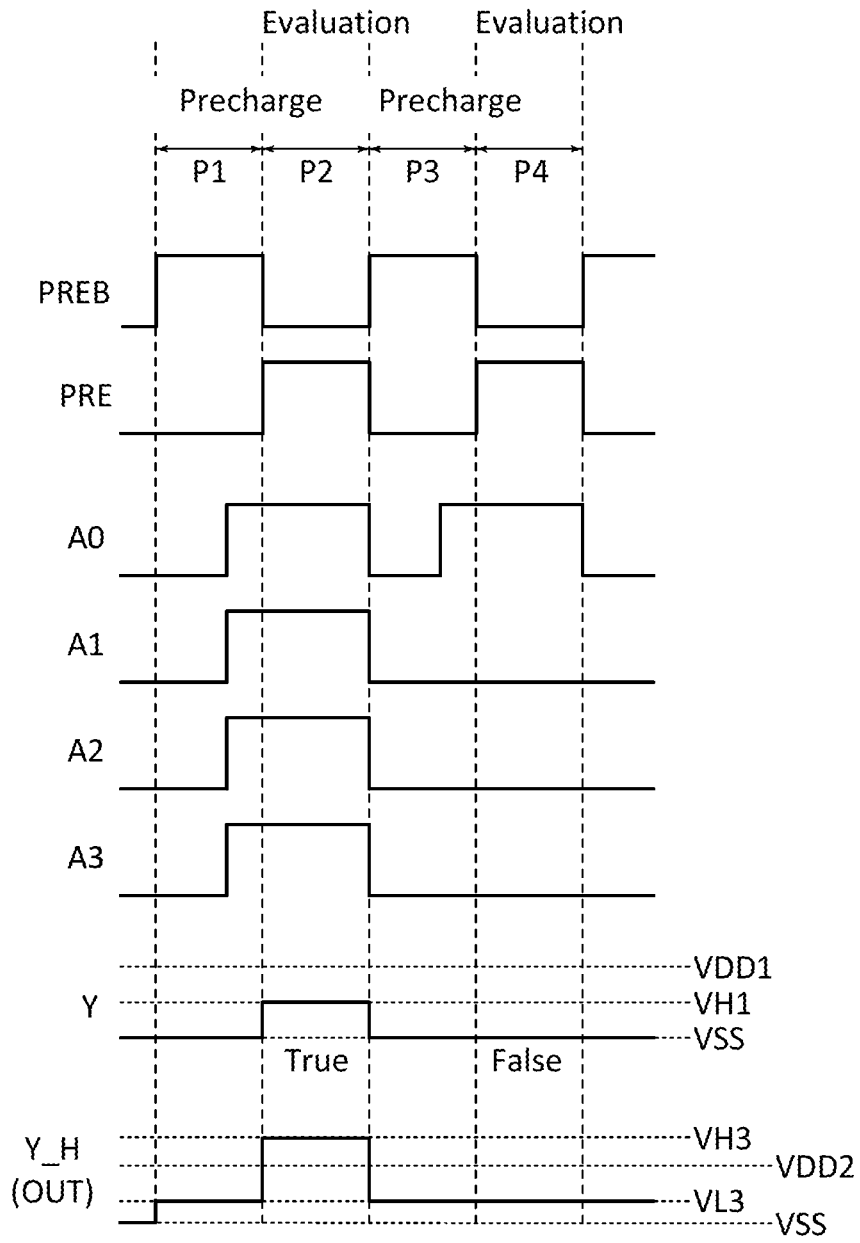 Evaluation Evaluation
Precharge Precharge
P1 P2 P3 P4
PREB
PRE
A0
A1
A2
A3
VDD1
Y VH1
VSS
True False
Y_H
(OUT)
VH3
VDD2
VL3
VSS